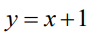 y = x + 1